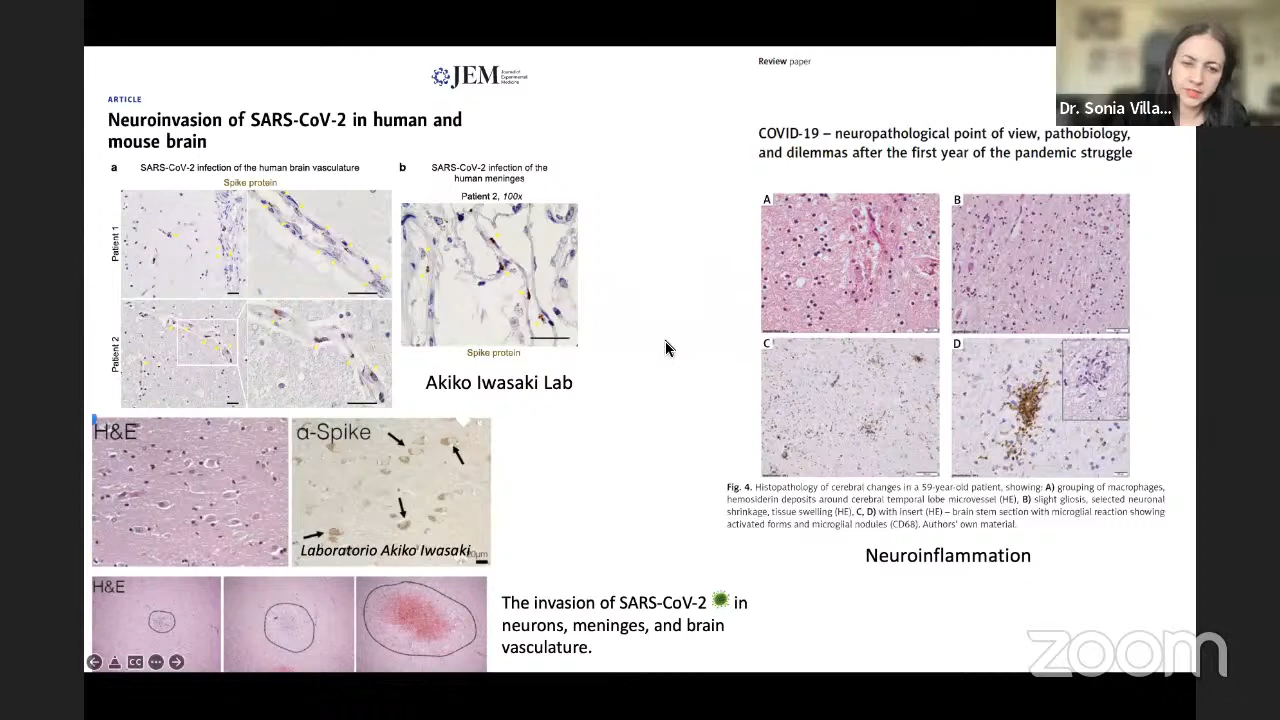 JEM Journal of Experimental Medicine
ARTICLE
Neuroinvasion of SARS-CoV-2 in human and
mouse brain
a SARS-CoV-2 infection of the human brain vasculature
Spike protein
Patient 1
Patient 2
b SARS-CoV-2 infection of the
human meninges
Patient 2, 100x
Spike protein
Akiko Iwasaki Lab
H&E
α-Spike
Laboratorio Akiko Iwasaki
H&E
The invasion of SARS-CoV-2 in
neurons, meninges, and brain
vasculature.
Review paper
COVID-19 – neuropathological point of view, pathobiology,
and dilemmas after the first year of the pandemic struggle
A
B
C
D
Fig. 4. Histopathology of cerebral changes in a 59-year-old patient, showing: A) grouping of macrophages,
hemosiderin deposits around cerebral temporal lobe microvessel (HE), B) slight gliosis, selected neuronal
shrinkage, tissue swelling (HE), C, D) with insert (HE) – brain stem section with microglial reaction showing
activated forms and microglial nodules (CD68). Authors' own material.
Neuroinflammation
Dr. Sonia Villa...
CC
zoom